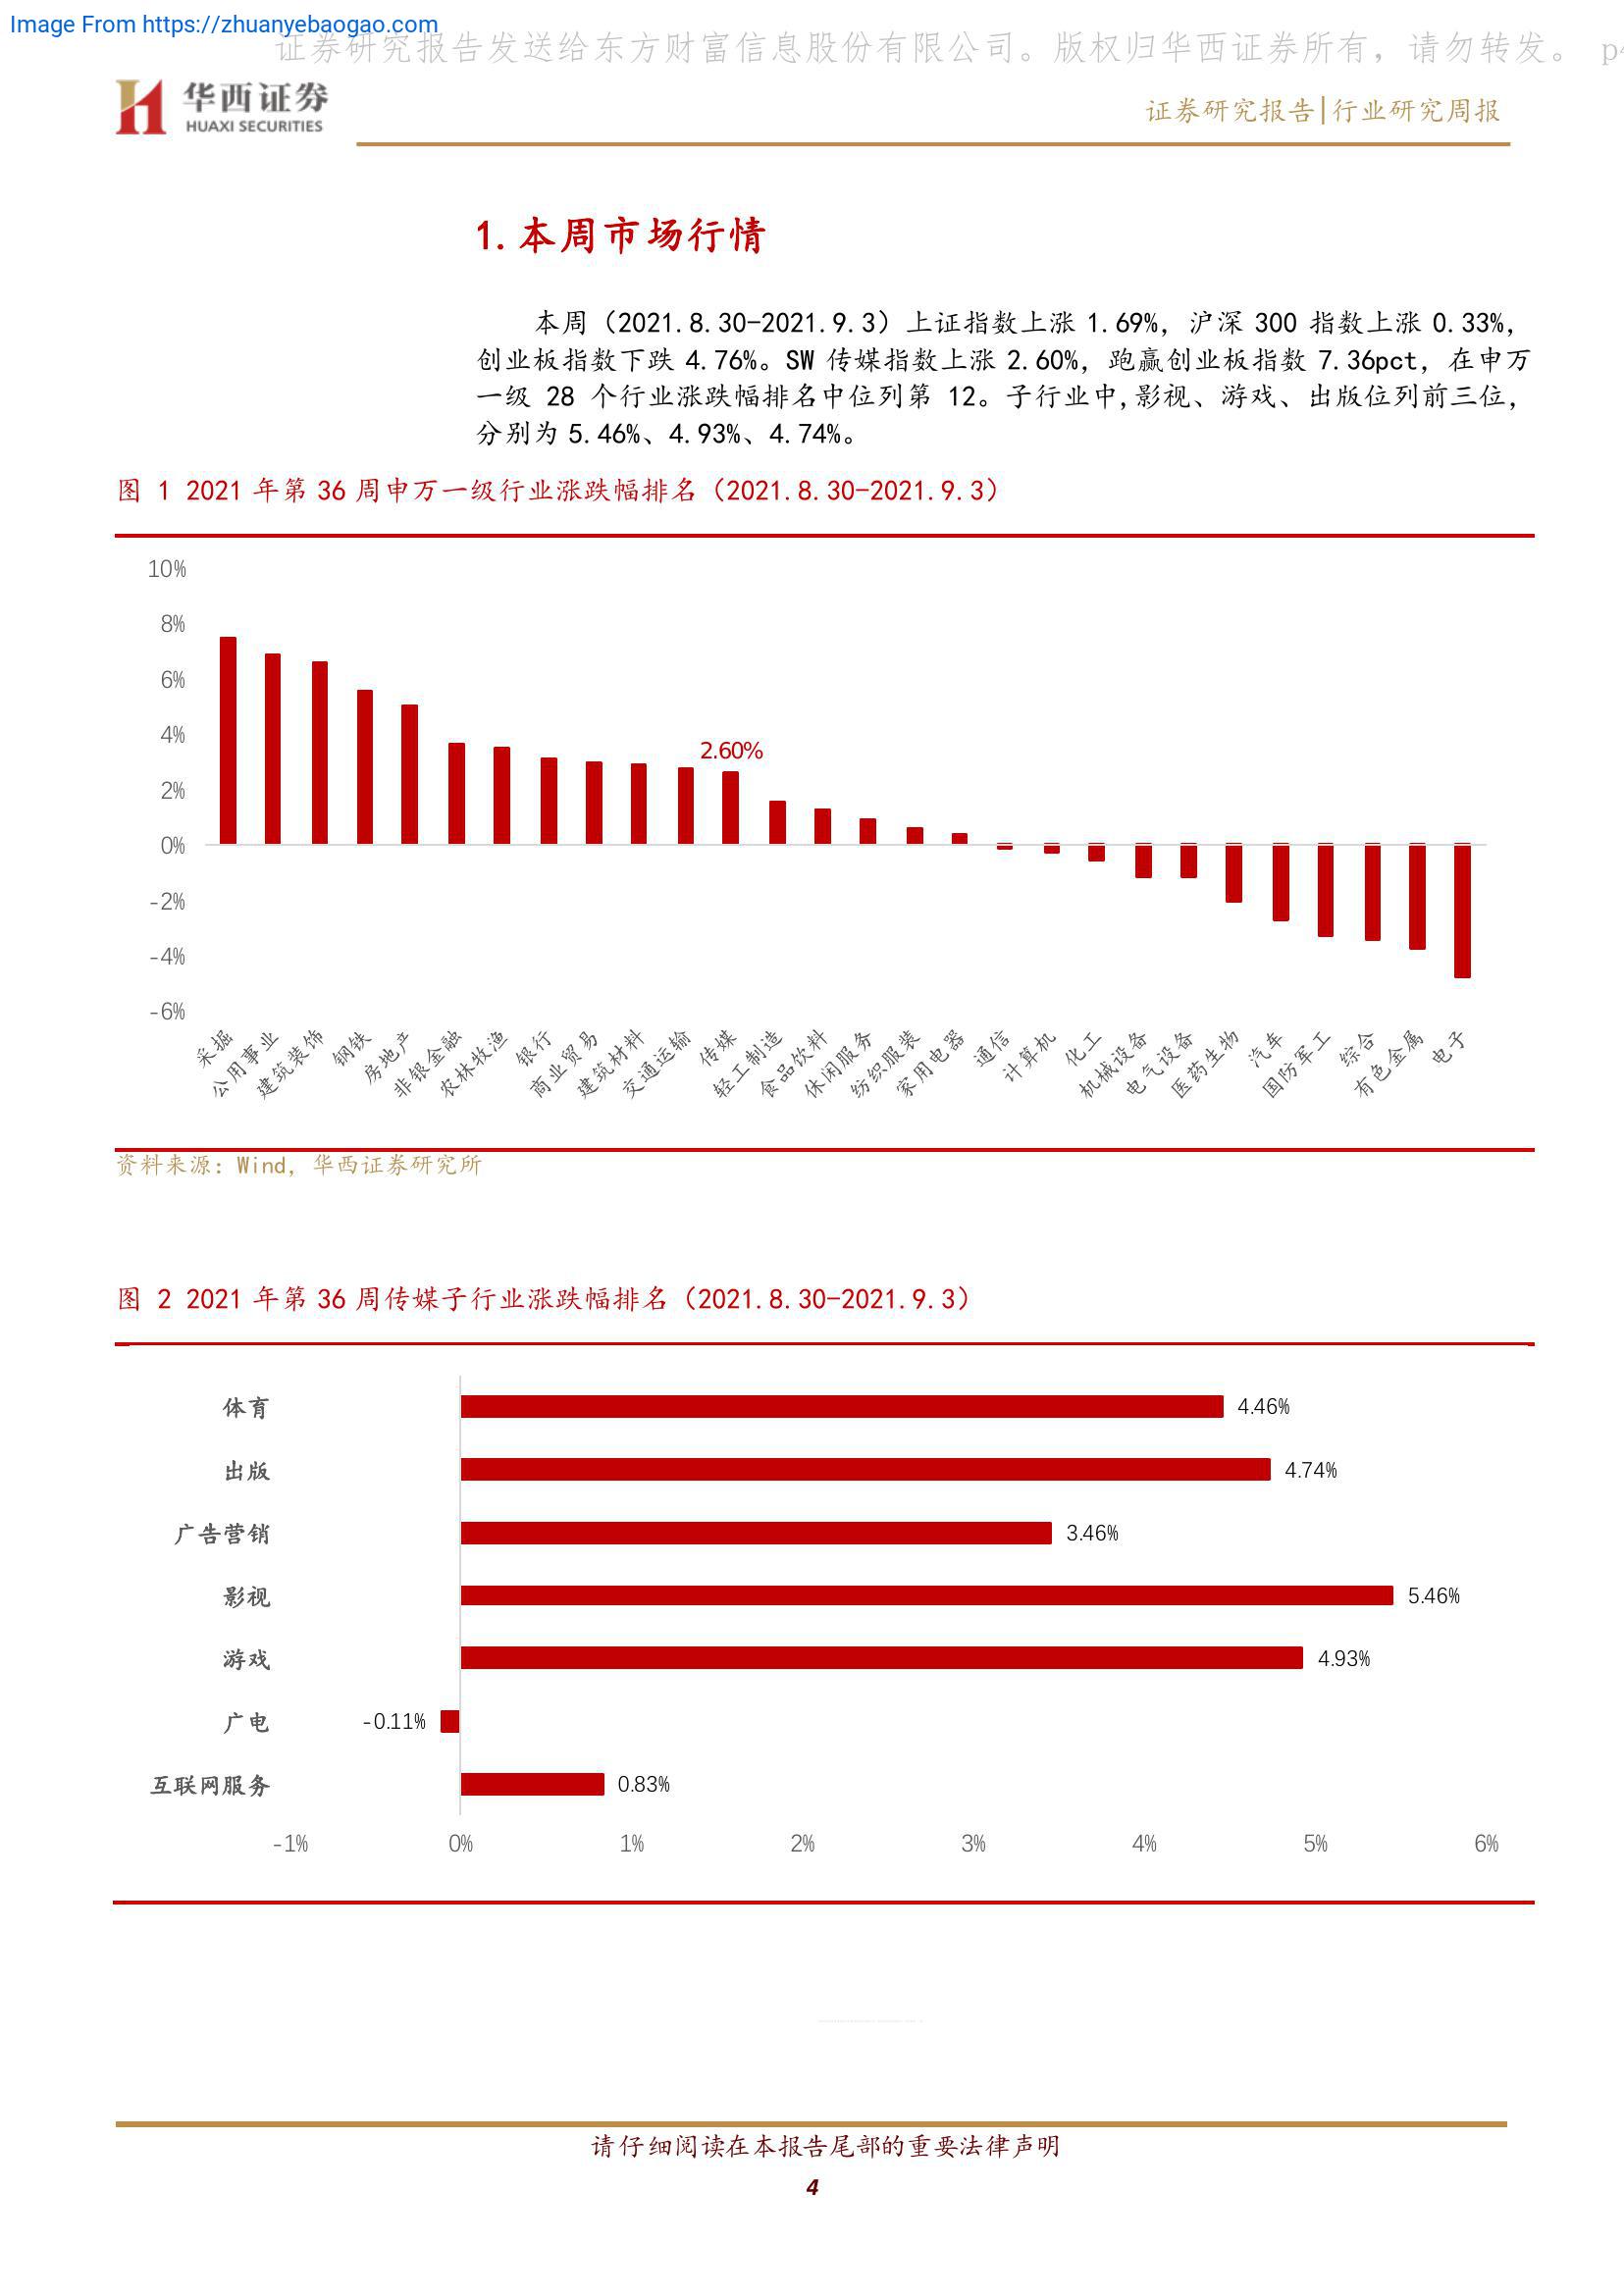 Image From https://zhuanyebaogao.com
证券研究报告发送给东方财富信息股份有限公司。版权归华西证券所有，请勿转发。 p4
华西证券
HUAXI SECURITIES
证券研究报告|行业研究周报
1.本周市场行情
本周（2021.8.30-2021.9.3）上证指数上涨 1.69%，沪深 300 指数上涨 0.33%，
创业板指数下跌 4.76%。SW 传媒指数上涨 2.60%，跑赢创业板指数 7.36pct，在申万
一级 28 个行业涨跌幅排名中位列第 12。子行业中,影视、游戏、出版位列前三位，
分别为 5.46%、4.93%、4.74%。
图 1 2021 年第 36 周申万一级行业涨跌幅排名（2021.8.30-2021.9.3）
10%
8%
6%
4%
2%
0%
-2%
-4%
-6%
2.60%
采掘
公用事业
建筑装饰
钢铁
房地产
非银金融
农林牧渔
银行
商业贸易
建筑材料
交通运输
传媒
轻工制造
食品饮料
休闲服务
纺织服装
家用电器
通信
计算机
化工
机械设备
电气设备
医药生物
汽车
国防军工
综合
有色金属
电子
资料来源：Wind，华西证券研究所
图 2 2021 年第 36 周传媒子行业涨跌幅排名（2021.8.30-2021.9.3）
体育 4.46%
出版 4.74%
广告营销 3.46%
影视 5.46%
游戏 4.93%
广电 -0.11%
互联网服务 0.83%
-1% 0% 1% 2% 3% 4% 5% 6%
请仔细阅读在本报告尾部的重要法律声明
4